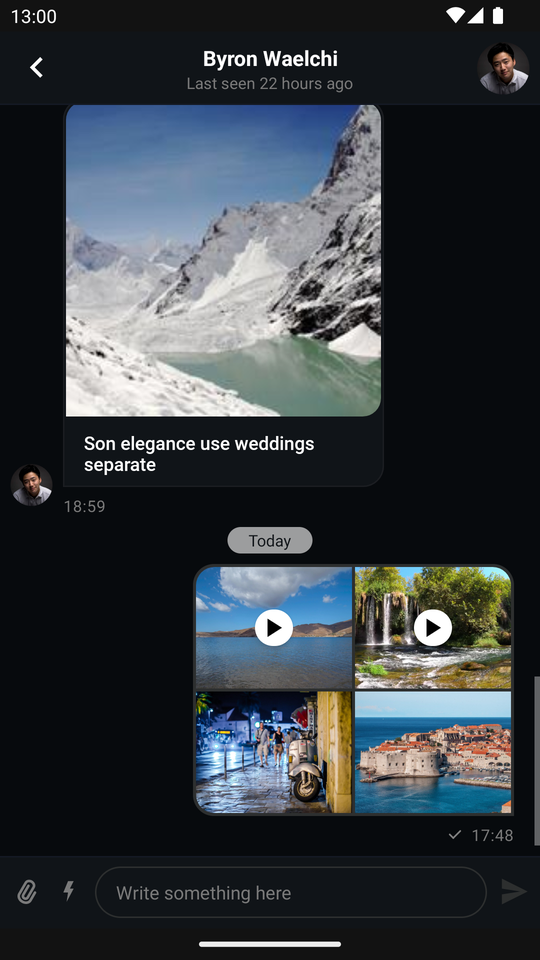 13:00
Byron Waelchi
Last seen 22 hours ago
Son elegance use weddings
separate
18:59
Today
17:48
Write something here